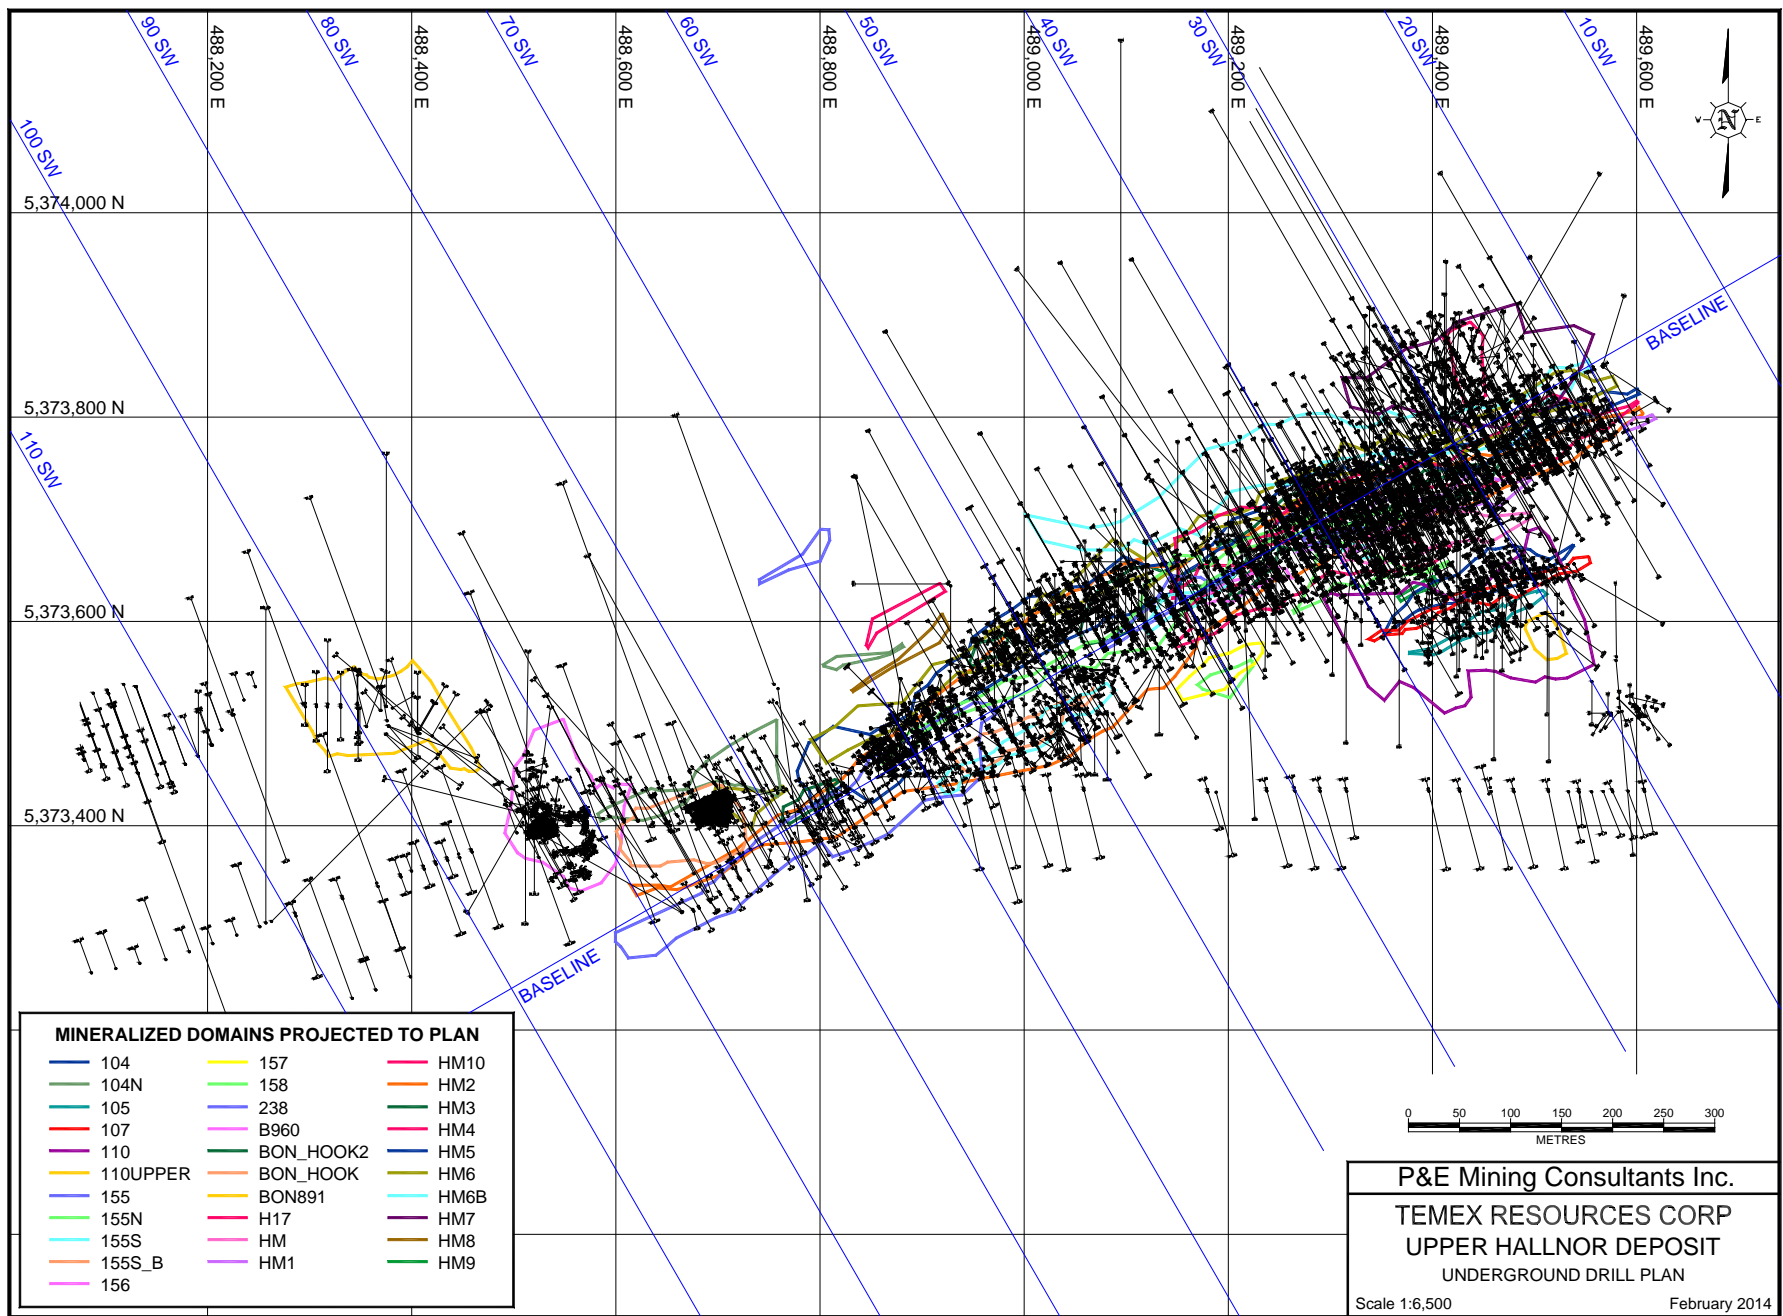 90 SW
80 SW
70 SW
60 SW
50 SW
40 SW
30 SW
20 SW
10 SW
488,200 E
488,400 E
488,600 E
488,800 E
489,000 E
489,200 E
489,400 E
489,600 E
N
W
E
100 SW
5,374,000 N
BASELINE
5,373,800 N
110 SW
5,373,600 N
5,373,400 N
BASELINE
MINERALIZED DOMAINS PROJECTED TO PLAN
104
104N
105
107
110
110UPPER
155
155N
155S
155S_B
156
157
158
238
B960
BON_HOOK2
BON_HOOK
BON891
H17
HM
HM1
HM10
HM2
HM3
HM4
HM5
HM6
HM6B
HM7
HM8
HM9
0 50 100 150 200 250 300
METRES
P&E Mining Consultants Inc.
TEMEX RESOURCES CORP
UPPER HALLNOR DEPOSIT
UNDERGROUND DRILL PLAN
Scale 1:6,500 February 2014